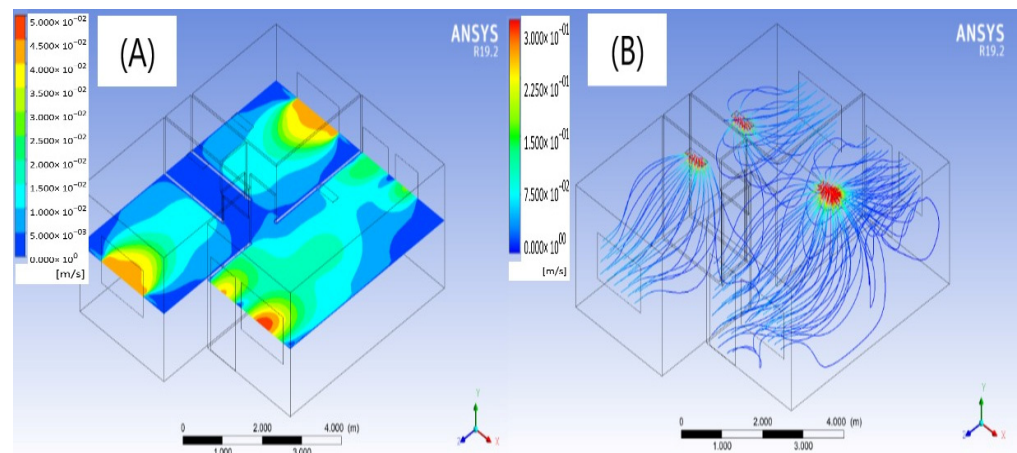 5.000× 10⁻⁰²
4.000× 10⁻⁰²
4.000× 10⁻⁰²
3.000× 10⁻⁰²
3.000× 10⁻⁰²
2.000× 10⁻⁰²
2.000× 10⁻⁰²
1.000× 10⁻⁰²
1.000× 10⁻⁰²
5.000× 10⁻⁰³
0.000× 10⁰
[m/s]
(A)
ANSYS
R19.2
0 2.000 4.000 (m)
1.000 3.000
Y
Z X
3.000× 10⁻⁰¹
2.250× 10⁻⁰¹
1.500× 10⁻⁰¹
7.500× 10⁻⁰²
0.000× 10⁰⁰
[m/s]
(B)
ANSYS
R19.2
0 2.000 4.000 (m)
1.000 3.000
Y
Z X